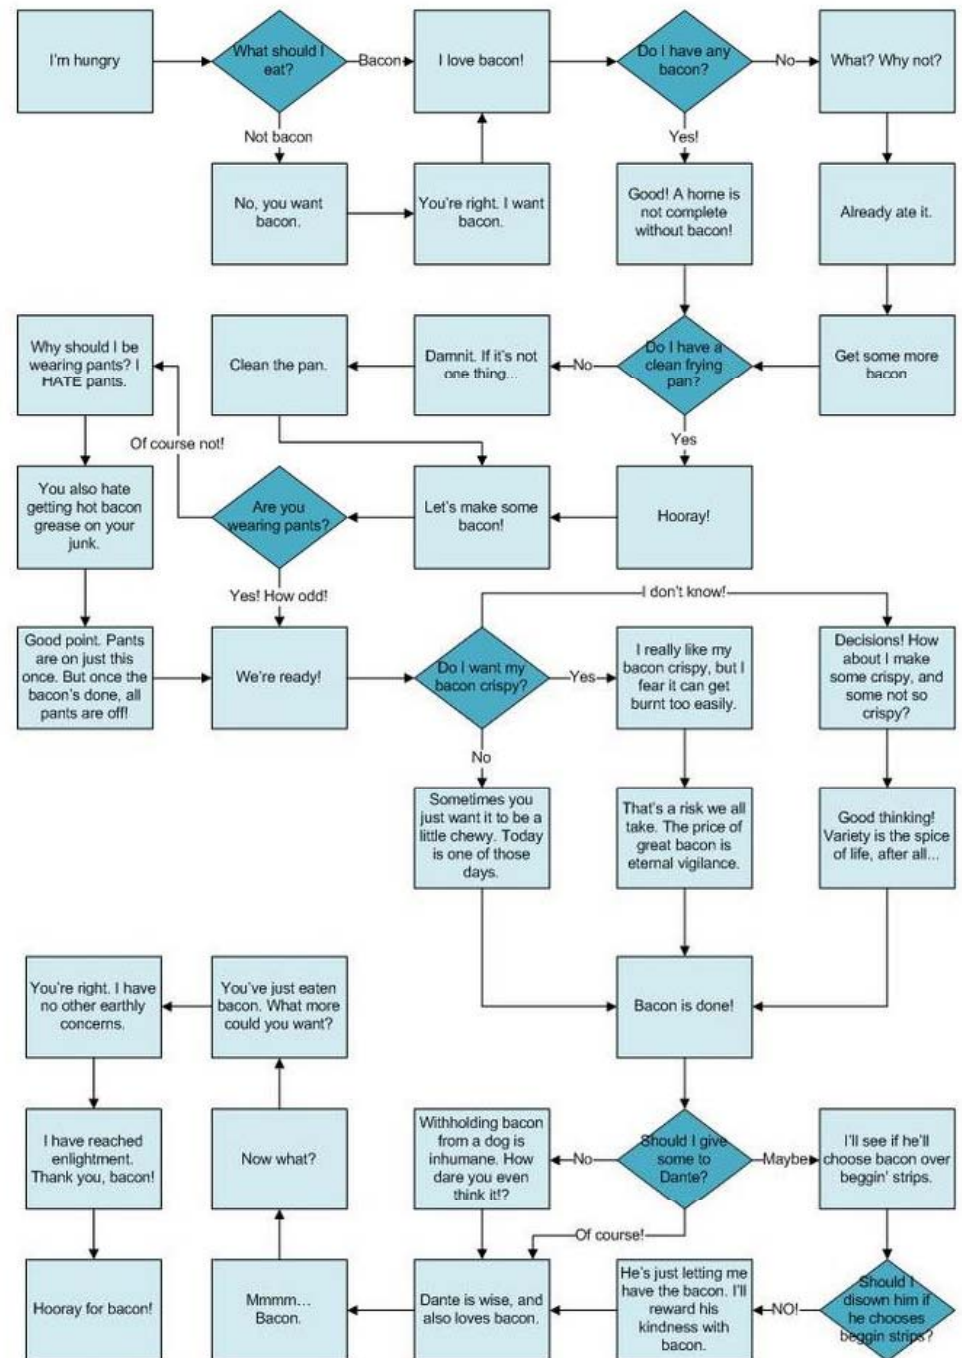 I'm hungry
What should I
eat?
Bacon
I love bacon!
Do I have any
bacon?
No
What? Why not?
Not bacon
Yes!
No, you want
bacon.
You're right. I want
bacon.
Good! A home is
not complete
without bacon!
Already ate it.
Why should I be
wearing pants? I
HATE pants.
Clean the pan.
Damnit. If it's not
one thing...
No
Do I have a
clean frying
pan?
Get some more
bacon
Of course not!
Yes
You also hate
getting hot bacon
grease on your
junk.
Are you
wearing pants?
Let's make some
bacon!
Hooray!
Yes! How odd!
I don't know!
Good point. Pants
are on just this
once. But once the
bacon's done, all
pants are off!
We're ready!
Do I want my
bacon crispy?
Yes
I really like my
bacon crispy, but I
fear it can get
burnt too easily.
Decisions! How
about I make
some crispy, and
some not so
crispy?
No
Sometimes you
just want it to be a
little chewy. Today
is one of those
days.
That's a risk we all
take. The price of
great bacon is
eternal vigilance.
Good thinking!
Variety is the spice
of life, after all...
You're right. I have
no other earthly
concerns.
You've just eaten
bacon. What more
could you want?
Bacon is done!
I have reached
enlightment.
Thank you, bacon!
Now what?
Withholding bacon
from a dog is
inhumane. How
dare you even
think it!?
No
Should I give
some to
Dante?
Maybe
I'll see if he'll
choose bacon over
beggin' strips.
Of course!
Hooray for bacon!
Mmmm...
Bacon.
Dante is wise, and
also loves bacon.
He's just letting me
have the bacon. I'll
reward his
kindness with
bacon.
NO!
Should I
disown him if
he chooses
beggin strips?